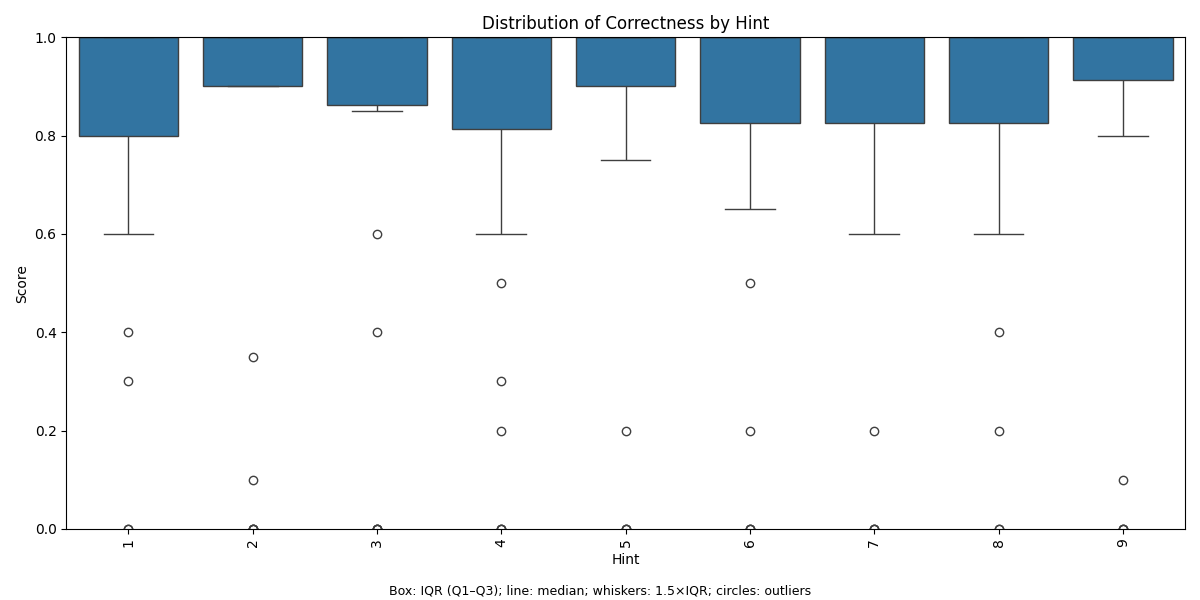 Distribution of Correctness by Hint
1.0
0.8
0.6
0.4
0.2
0.0
Score
1 2 3 4 5 6 7 8 9
Hint
Box: IQR (Q1–Q3); line: median; whiskers: 1.5×IQR; circles: outliers